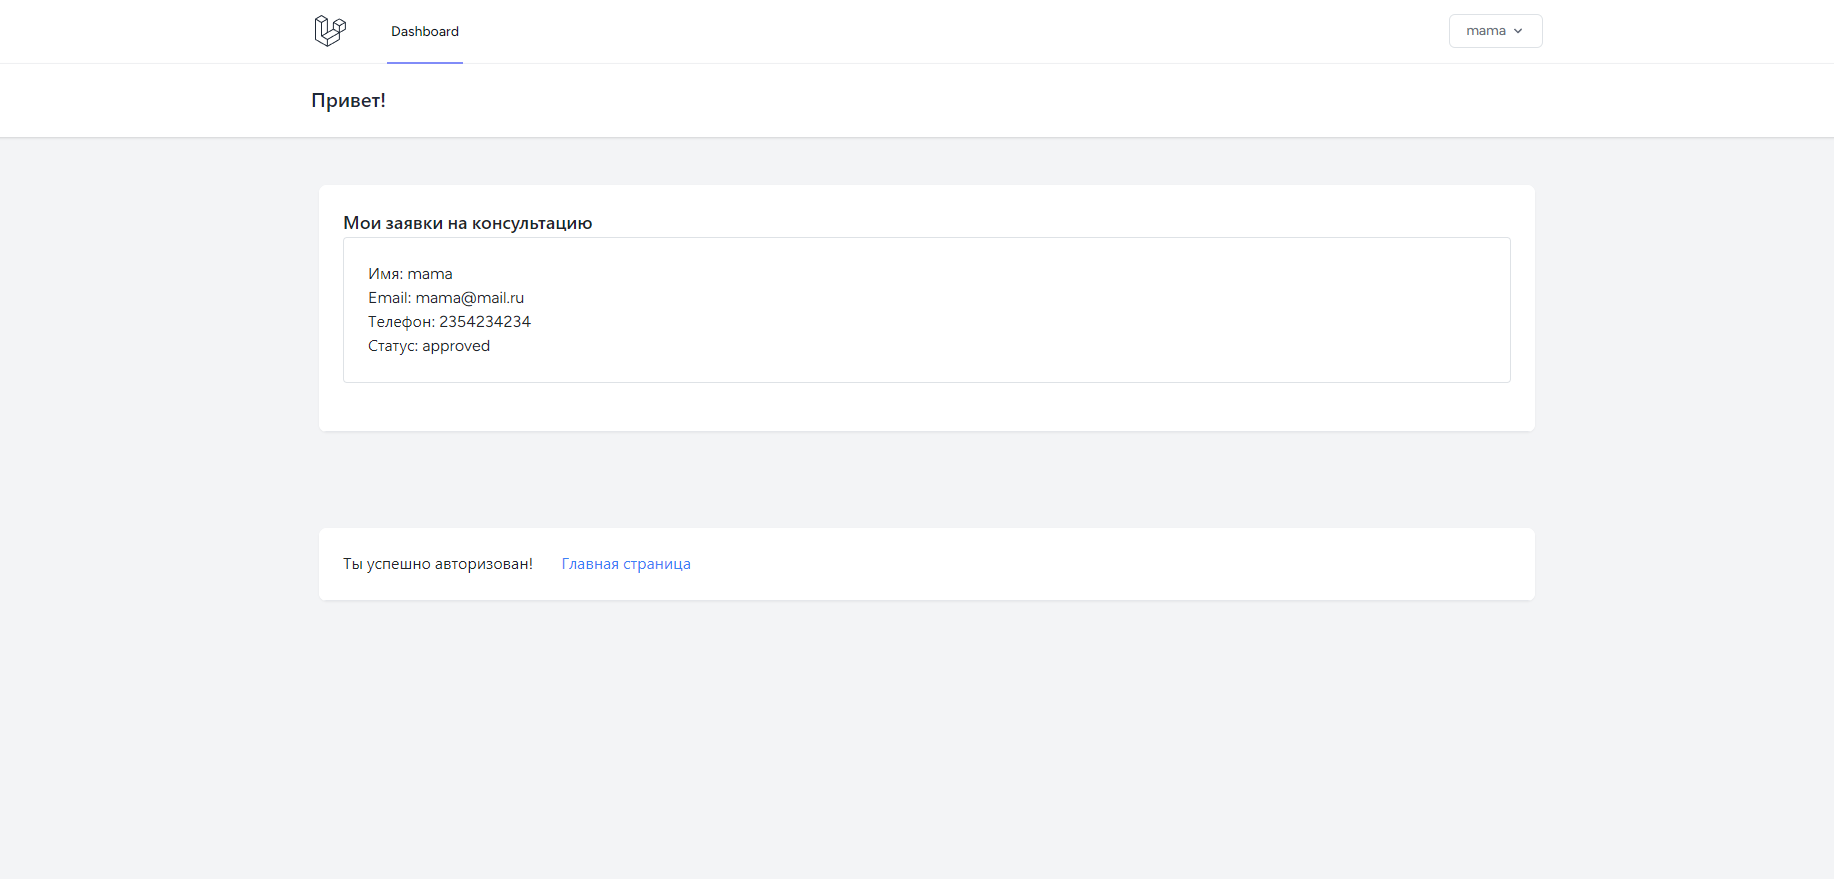 Dashboard
mama
Привет!
Мои заявки на консультацию
Имя: mama
Email: mama@mail.ru
Телефон: 2354234234
Статус: approved
Ты успешно авторизован! Главная страница